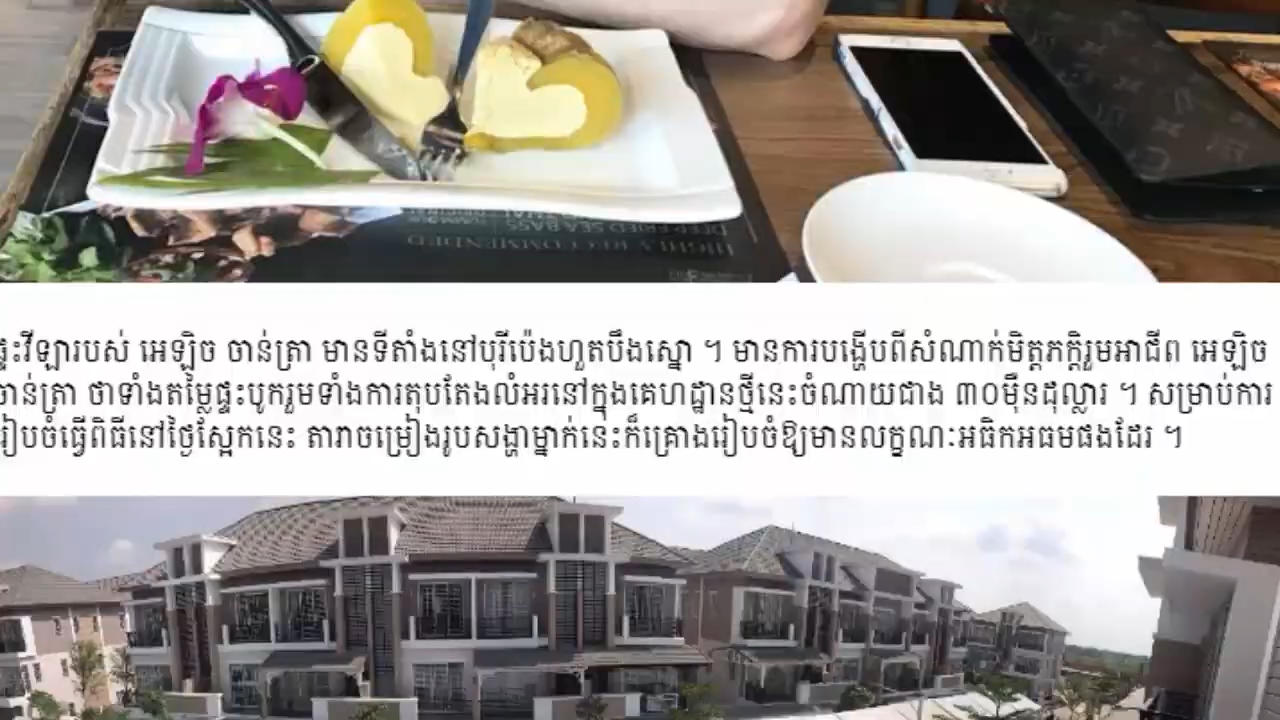 HIGHLY RECOMMENDED
DEEP FRIED SEA BASS
ផ្ទះវីឡារបស់ អេឡិច ចាន់ត្រា មានទីតាំងនៅបុរីប៉េងហួតបឹងស្នោ ។ មានការបង្ហើបពីសំណាក់មិត្តភក្ដិរួមអាជីព អេឡិច
ចាន់ត្រា ថាទាំងតម្លៃផ្ទះបូករួមទាំងការតុបតែងលំអរនៅក្នុងគេហដ្ឋានថ្មីនេះចំណាយជាង ៣០ម៉ឺនដុល្លារ ។ សម្រាប់ការ
រៀបចំធ្វើពិធីនៅថ្ងៃស្អែកនេះ តារាចម្រៀងរូបសង្ហាម្នាក់នេះក៏គ្រោងរៀបចំឱ្យមានលក្ខណៈអធិកអធមផងដែរ ។